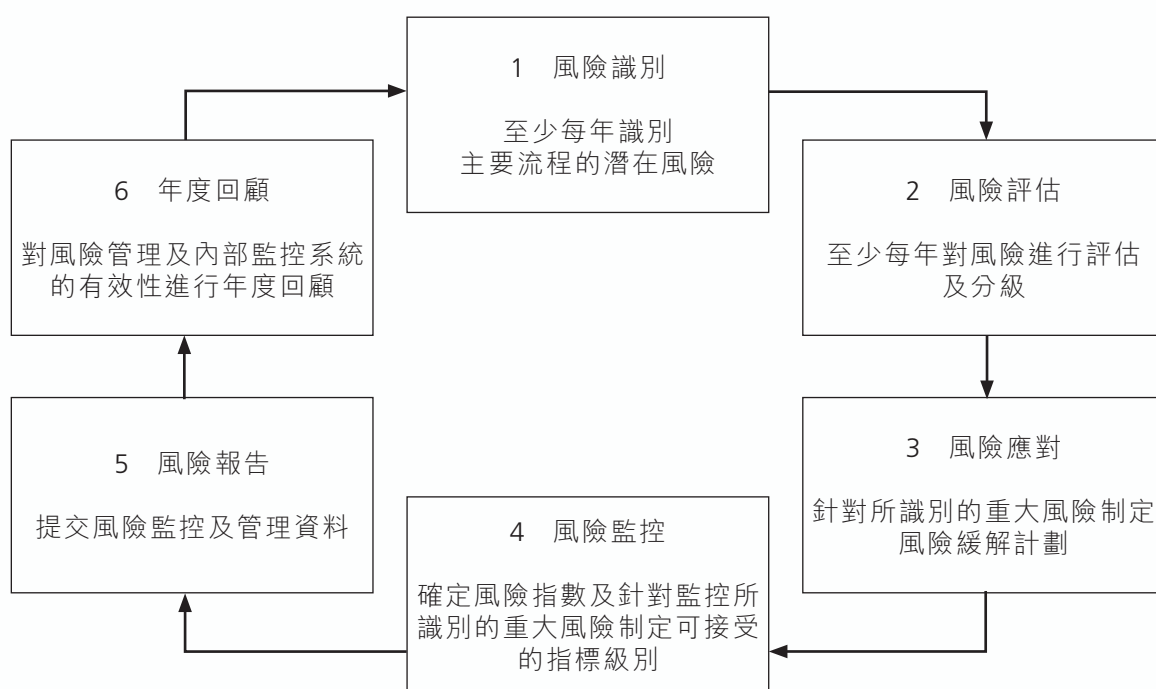 1 風險識別
至少每年識別
主要流程的潛在風險
2 風險評估
至少每年對風險進行評估
及分級
3 風險應對
針對所識別的重大風險制定
風險緩解計劃
4 風險監控
確定風險指數及針對監控所
識別的重大風險制定可接受
的指標級別
5 風險報告
提交風險監控及管理資料
6 年度回顧
對風險管理及內部監控系統
的有效性進行年度回顧